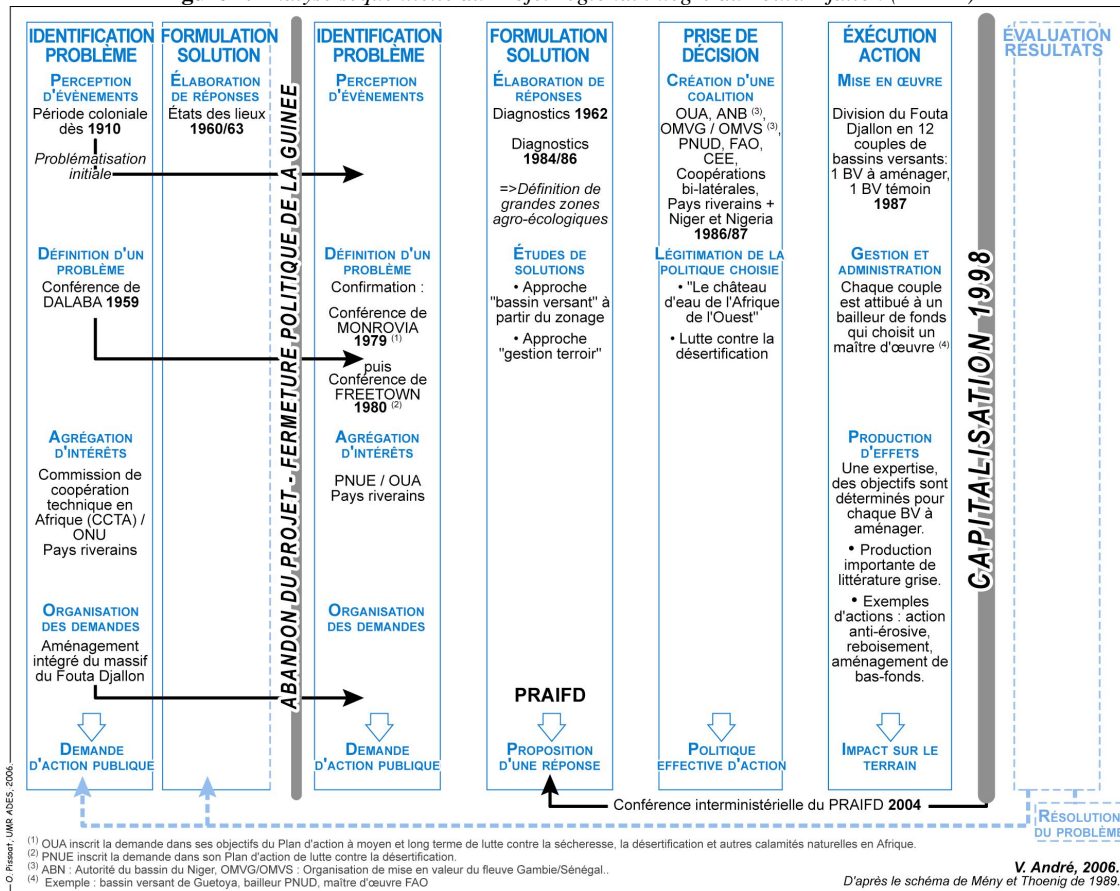 IDENTIFICATION
PROBLÈME
PERCEPTION
D'ÉVÈNEMENTS
Période coloniale
dès 1910
Problématisation
initiale
DÉFINITION D'UN
PROBLÈME
Conférence de
DALABA 1959
AGRÉGATION
D'INTÉRÊTS
Commission de
coopération
technique en
Afrique (CCTA) /
ONU
Pays riverains
ORGANISATION
DES DEMANDES
Aménagement
intégré du massif
du Fouta Djallon
DEMANDE
D'ACTION PUBLIQUE
FORMULATION
SOLUTION
ÉLABORATION
DE RÉPONSES
États des lieux
1960/63
ABANDON DU PROJET - FERMETURE POLITIQUE DE LA GUINEE
IDENTIFICATION
PROBLÈME
PERCEPTION
D'ÉVÈNEMENTS
DÉFINITION D'UN
PROBLÈME
Confirmation :
Conférence de
MONROVIA
1979 (1)
puis
Conférence de
FREETOWN
1980 (2)
AGRÉGATION
D'INTÉRÊTS
PNUE / OUA
Pays riverains
ORGANISATION
DES DEMANDES
DEMANDE
D'ACTION PUBLIQUE
FORMULATION
SOLUTION
ÉLABORATION DE
RÉPONSES
Diagnostics 1962
Diagnostics
1984/86
=>Définition de
grandes zones
agro-écologiques
ÉTUDES DE
SOLUTIONS
• Approche
"bassin versant" à
partir du zonage
• Approche
"gestion terroir"
PRAIFD
PROPOSITION
D'UNE RÉPONSE
PRISE DE
DÉCISION
CRÉATION D'UNE
COALITION
OUA, ANB (3),
OMVG / OMVS (3),
PNUD, FAO,
CEE,
Coopérations
bi-latérales,
Pays riverains +
Niger et Nigeria
1986/87
LÉGITIMATION DE LA
POLITIQUE CHOISIE
• "Le château
d'eau de l'Afrique
de l'Ouest"
• Lutte contre la
désertification
POLITIQUE
EFFECTIVE D'ACTION
ÉXÉCUTION
ACTION
MISE EN ŒUVRE
Division du Fouta
Djallon en 12
couples de
bassins versants:
1 BV à aménager,
1 BV témoin
1987
GESTION ET
ADMINISTRATION
Chaque couple
est attibué à un
bailleur de fonds
qui choisit un
maître d'œuvre (4)
PRODUCTION
D'EFFETS
Une expertise,
des objectifs sont
déterminés pour
chaque BV à
aménager.
• Production
importante de
littérature grise.
• Exemples
d'actions : action
anti-érosive,
reboisement,
aménagement de
bas-fonds.
IMPACT SUR LE
TERRAIN
CAPITALISATION 1998
ÉVALUATION
RÉSULTATS
Conférence interministérielle du PRAIFD 2004
RÉSOLUTION
DU PROBLÈME
(1) OUA inscrit la demande dans ses objectifs du Plan d'action à moyen et long terme de lutte contre la sécheresse, la désertification et autres calamités naturelles en Afrique.
(2) PNUE inscrit la demande dans son Plan d'action de lutte contre la désertification.
(3) ABN : Autorité du bassin du Niger, OMVG/OMVS : Organisation de mise en valeur du fleuve Gambie/Sénégal..
(4) Exemple : bassin versant de Guetoya, bailleur PNUD, maître d'œuvre FAO
V. André, 2006.
D'après le schéma de Mény et Thoenig de 1989.
O. Pissoat, UMR ADES, 2006.